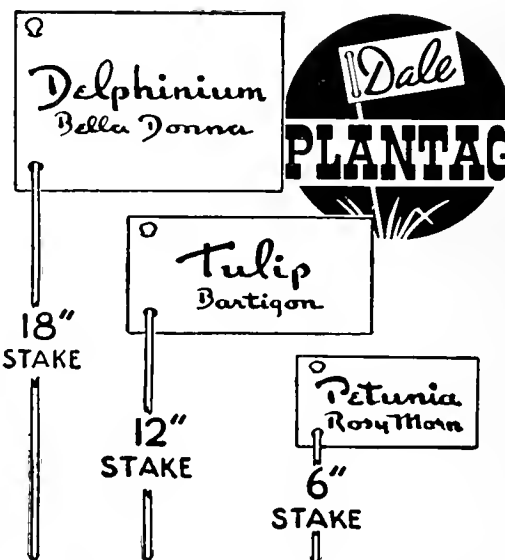 Delphinium
Bella Donna
Dale
PLANTAG
Tulip
Bartigon
18"
STAKE
Petunia
Rosy Morn
12"
STAKE
6"
STAKE